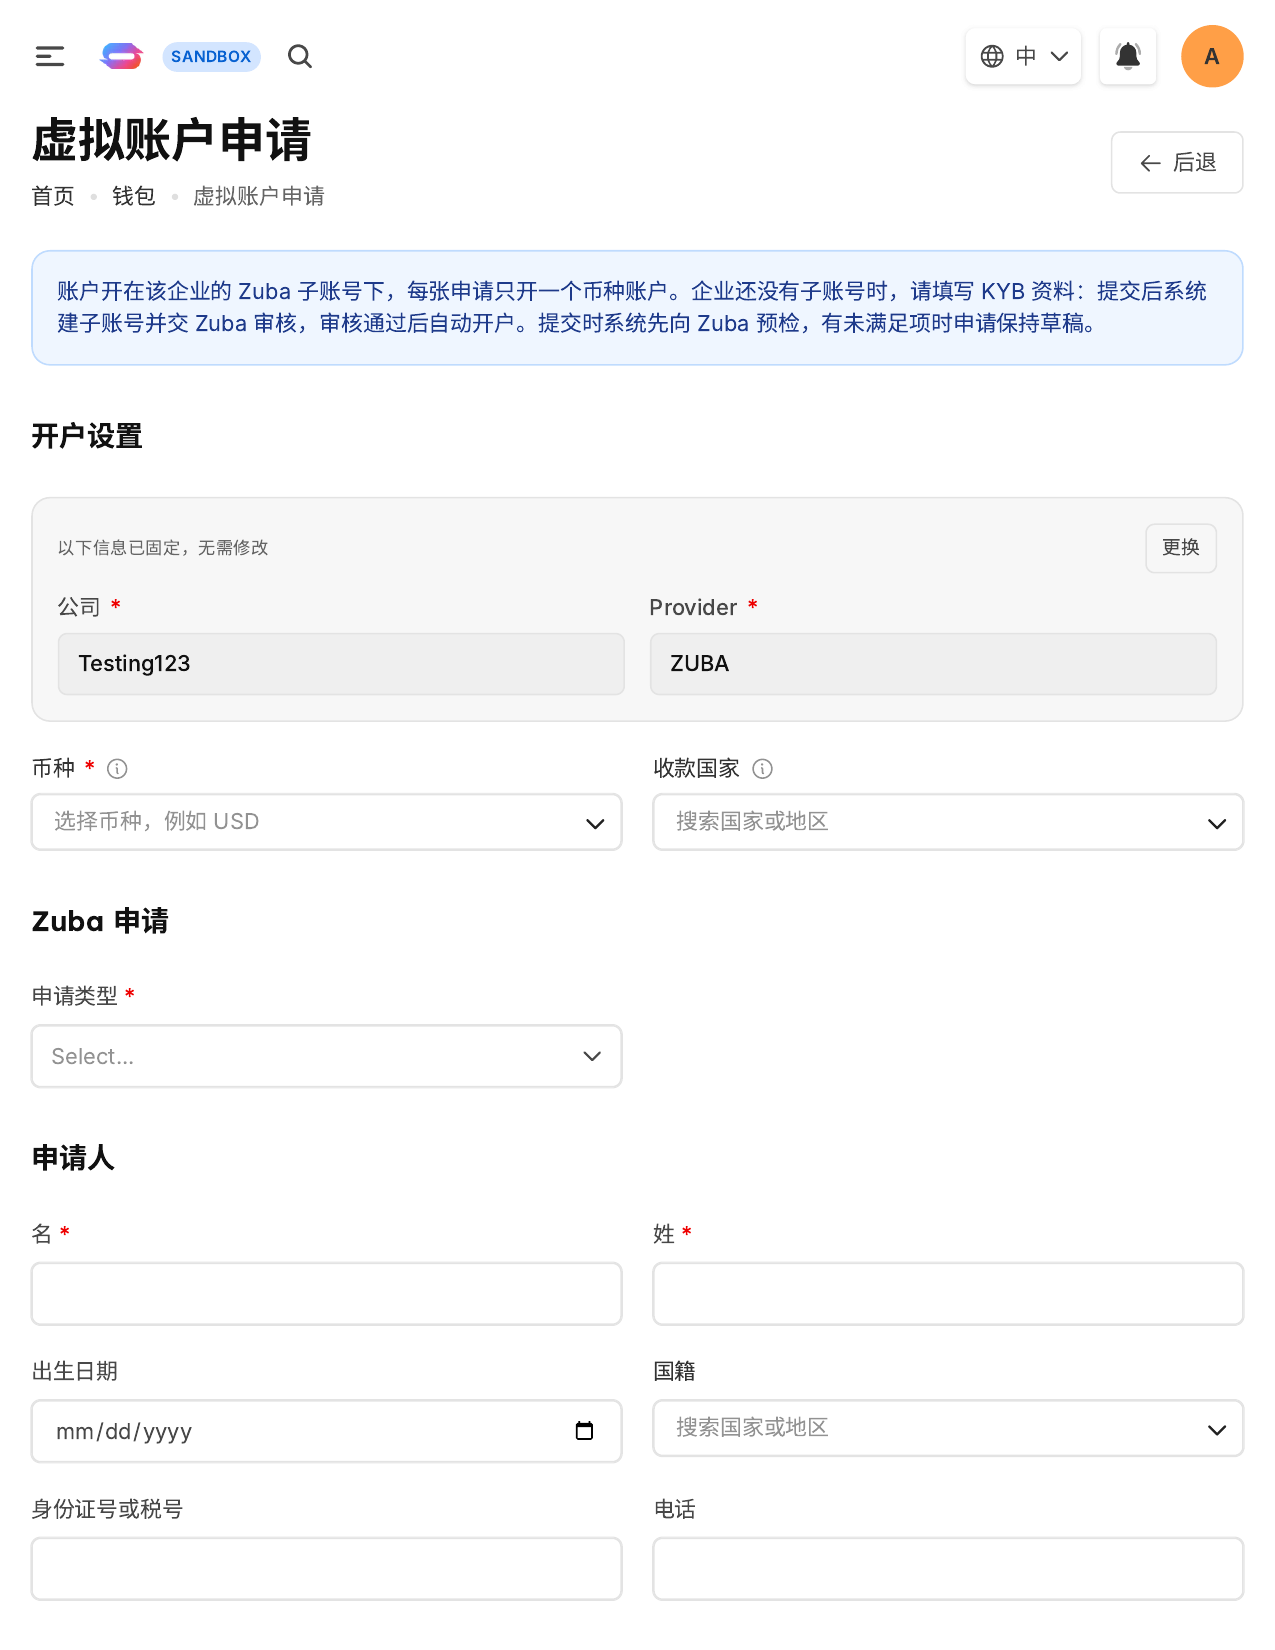 SANDBOX
中
A
虚拟账户申请
后退
首页 • 钱包 • 虚拟账户申请
账户开在该企业的 Zuba 子账号下，每张申请只开一个币种账户。企业还没有子账号时，请填写 KYB 资料：提交后系统
建子账号并交 Zuba 审核，审核通过后自动开户。提交时系统先向 Zuba 预检，有未满足项时申请保持草稿。
开户设置
以下信息已固定，无需修改
更换
公司 *
Provider *
Testing123
ZUBA
币种 *
收款国家
选择币种，例如 USD
搜索国家或地区
Zuba 申请
申请类型 *
Select...
申请人
名 *
姓 *
出生日期
国籍
mm/dd/yyyy
搜索国家或地区
身份证号或税号
电话